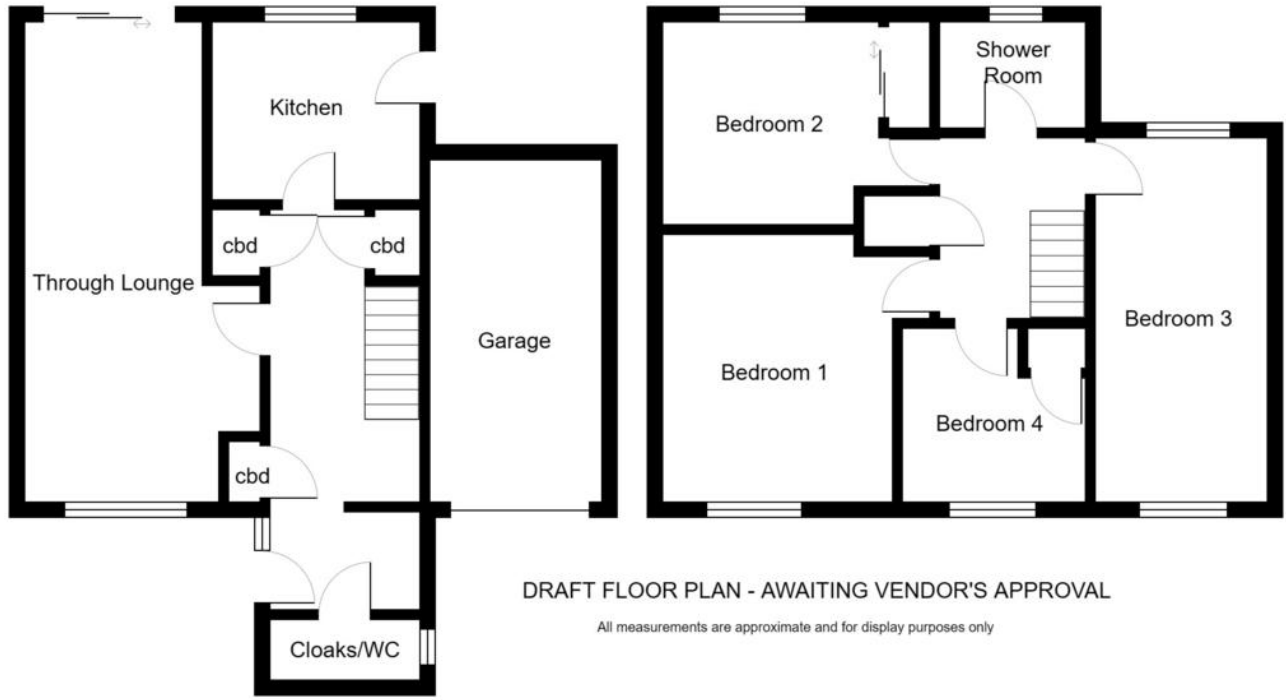 Kitchen
cbd
cbd
Through Lounge
Garage
cbd
Cloaks/WC
Shower
Room
Bedroom 2
Bedroom 3
Bedroom 1
Bedroom 4
DRAFT FLOOR PLAN - AWAITING VENDOR'S APPROVAL
All measurements are approximate and for display purposes only